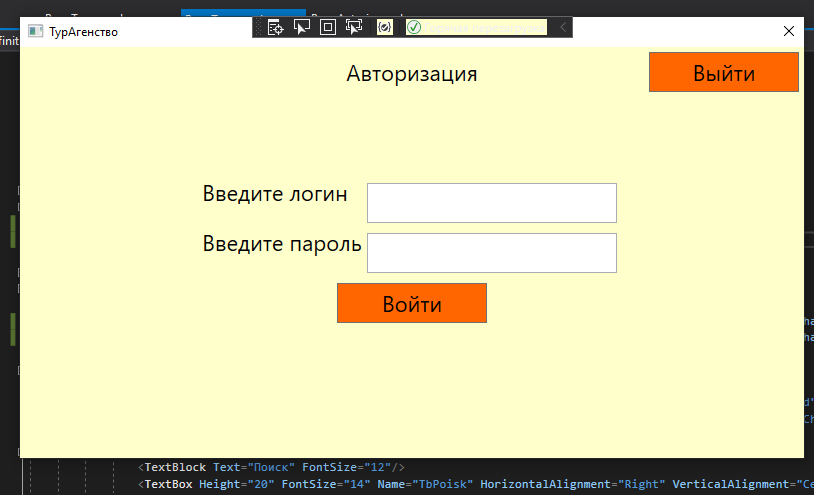 ТурАгенство
Авторизация
Выйти
Введите логин
Введите пароль
Войти
<TextBlock Text="Поиск" FontSize="12"/>
<TextBox Height="20" FontSize="14" Name="TbPoisk" HorizontalAlignment="Right" VerticalAlignment="Ce